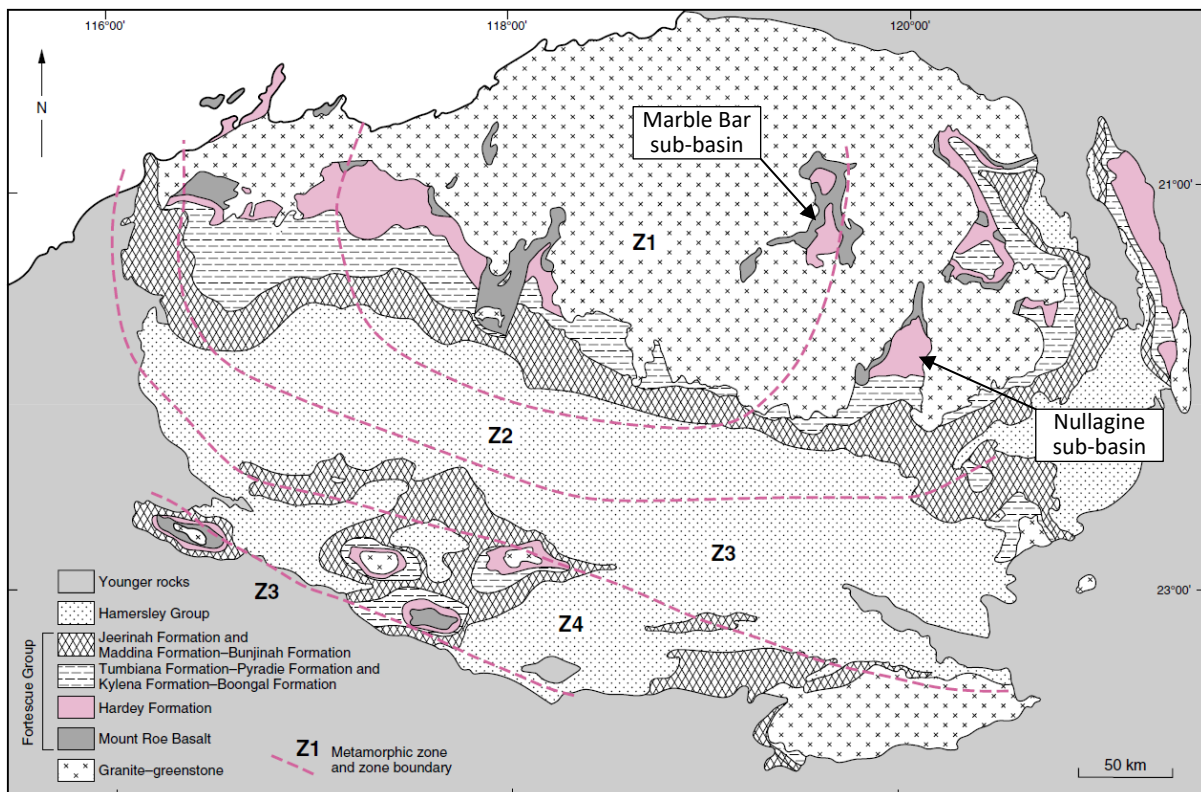 116°00'
118°00'
120°00'
N
Marble Bar
sub-basin
21°00'
Z1
Nullagine
sub-basin
Z2
Z3
Z3
Z4
23°00'
Younger rocks
Hamersley Group
Fortescue Group
Jeerinah Formation and
Maddina Formation–Bunjinah Formation
Tumbiana Formation–Pyradie Formation and
Kylena Formation–Boongal Formation
Hardey Formation
Mount Roe Basalt
Granite–greenstone
Z1 Metamorphic zone
and zone boundary
50 km